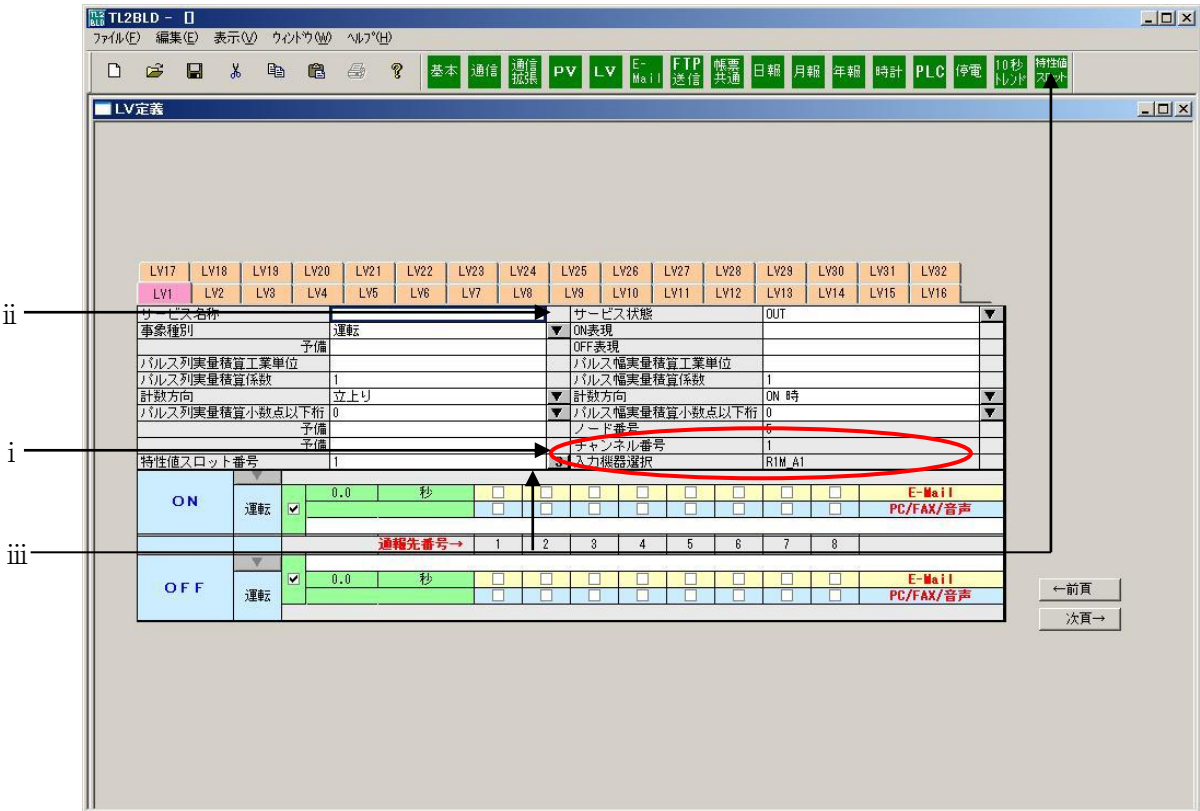 TL2BLD - []
ファイル(F) 編集(E) 表示(V) ウィンドウ(W) ヘルプ(H)
基本 通信 通信拡張 PV LV E-Mail FTP送信 帳票共通 日報 月報 年報 時計 PLC 停電 10秒トレンド 特性値スロット
LV定義
LV17 LV18 LV19 LV20 LV21 LV22 LV23 LV24 LV25 LV26 LV27 LV28 LV29 LV30 LV31 LV32
LV1 LV2 LV3 LV4 LV5 LV6 LV7 LV8 LV9 LV10 LV11 LV12 LV13 LV14 LV15 LV16
ii サービス名称 サービス状態 OUT ▼
事象種別 運転 ▼ ON表現
予備 OFF表現
パルス列実量積算工業単位 パルス幅実量積算工業単位
パルス列実量積算係数 1 パルス幅実量積算係数 1
計数方向 立上り ▼ 計数方向 ON 時 ▼
パルス列実量積算小数点以下桁 0 ▼ パルス幅実量積算小数点以下桁 0 ▼
予備 ノード番号 5
i 予備 チャンネル番号 1
特性値スロット番号 1 S 入力機器選択 R1M_A1
ON 運転 0.0 秒 E-Mail
PC/FAX/音声
iii 通報先番号→ 1 2 3 4 5 6 7 8
OFF 運転 0.0 秒 E-Mail
PC/FAX/音声
←前頁
次頁→